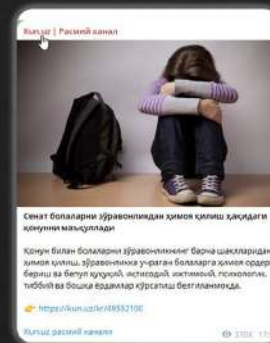 Kun.uz | Расмий канал
Сенат болаларни зўравонликдан ҳимоя қилиш ҳақидаги
қонунни маъқуллади
Қонун билан болаларни зўравонликнинг барча шаклларидан
ҳимоя қилиш, зўравонликка учраган болаларга ҳимоя ордери
бериш ва бепул ҳуқуқий, иқтисодий, ижтимоий, психологик,
тиббий ва бошқа ёрдамлар кўрсатиш белгиланмоқда.
👉 https://kun.uz/kr/49552100
Kun.uz расмий канали